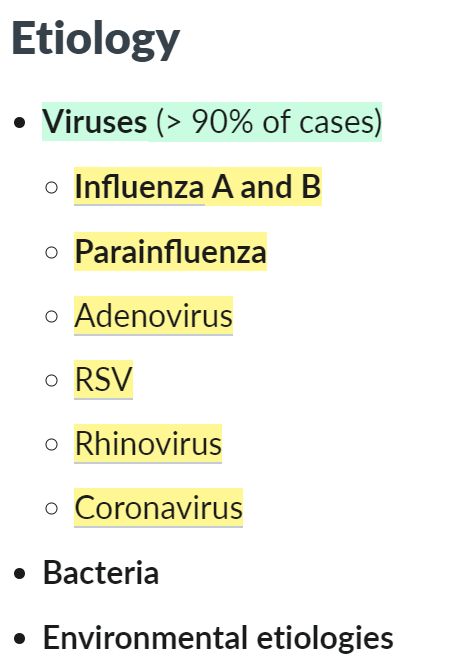 Etiology
Viruses (> 90% of cases)
Influenza A and B
Parainfluenza
Adenovirus
RSV
Rhinovirus
Coronavirus
Bacteria
Environmental etiologies